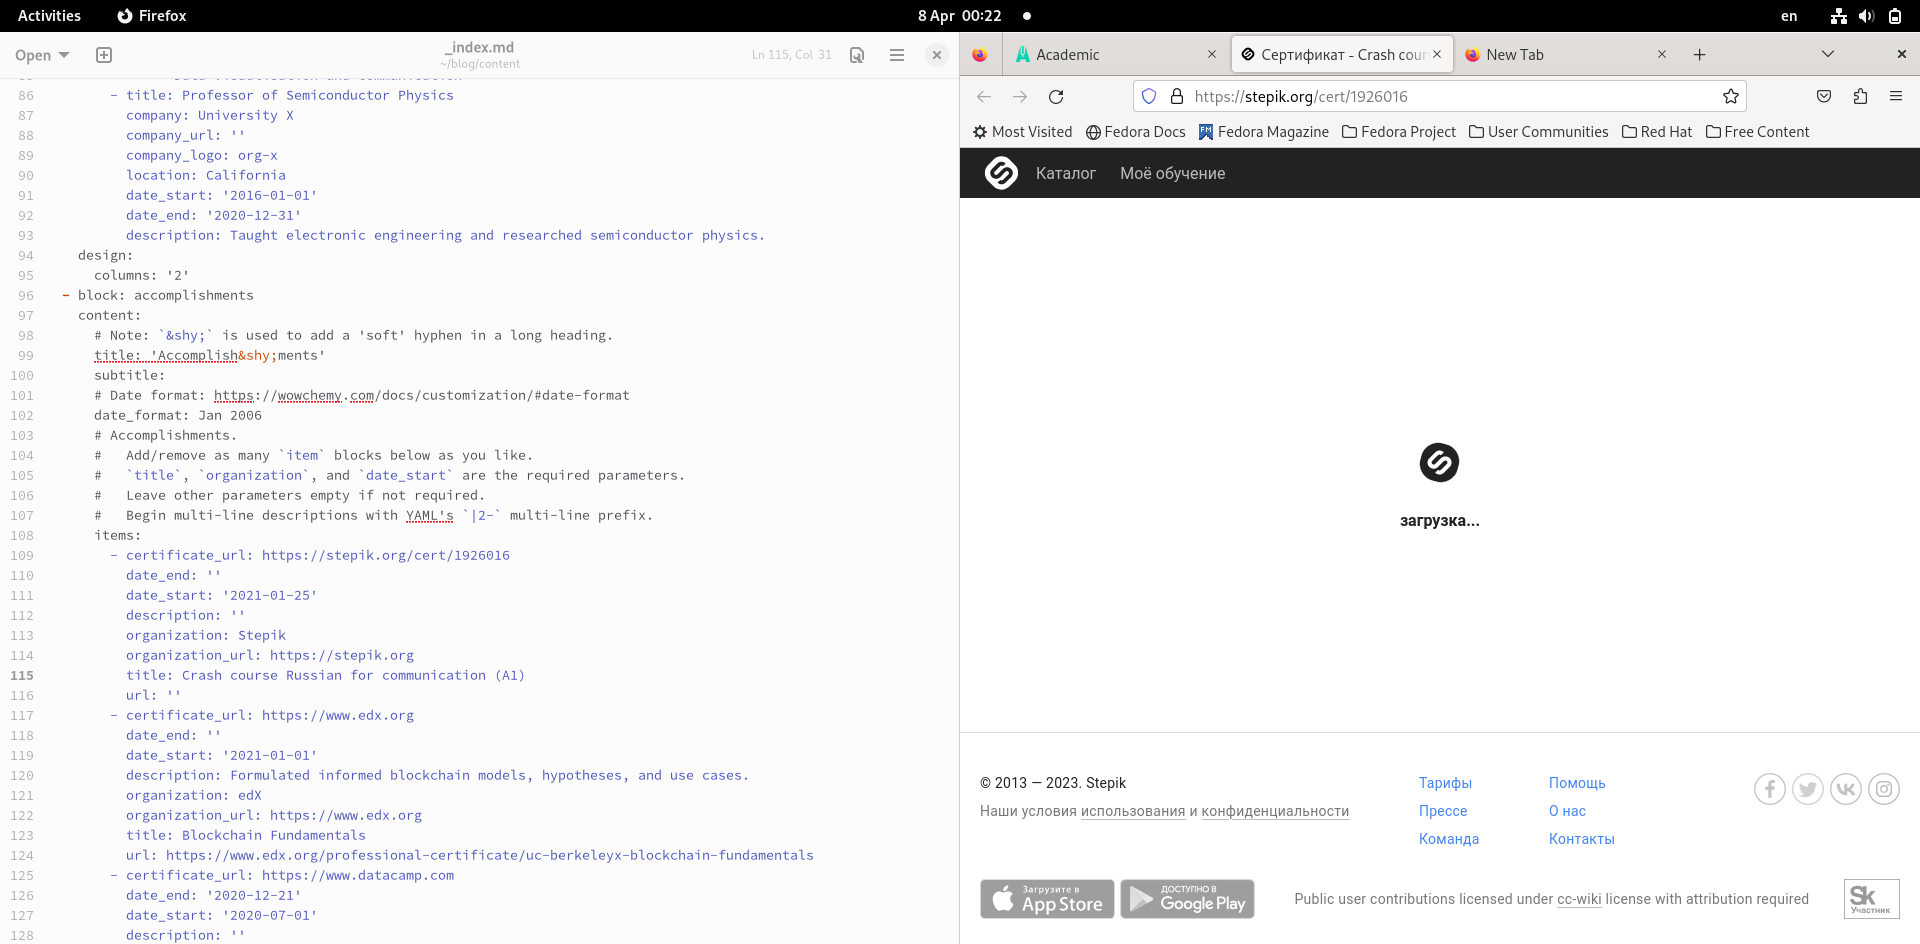 Activities Firefox 8 Apr 00:22 en
Open _index.md Ln 115, Col 31
~/blog/content
86 - title: Professor of Semiconductor Physics
87 company: University X
88 company_url: ''
89 company_logo: org-x
90 location: California
91 date_start: '2016-01-01'
92 date_end: '2020-12-31'
93 description: Taught electronic engineering and researched semiconductor physics.
94 design:
95 columns: '2'
96 - block: accomplishments
97 content:
98 # Note: `&shy;` is used to add a 'soft' hyphen in a long heading.
99 title: 'Accomplish&shy;ments'
100 subtitle:
101 # Date format: https://wowchemy.com/docs/customization/#date-format
102 date_format: Jan 2006
103 # Accomplishments.
104 # Add/remove as many `item` blocks below as you like.
105 # `title`, `organization`, and `date_start` are the required parameters.
106 # Leave other parameters empty if not required.
107 # Begin multi-line descriptions with YAML's `|2-` multi-line prefix.
108 items:
109 - certificate_url: https://stepik.org/cert/1926016
110 date_end: ''
111 date_start: '2021-01-25'
112 description: ''
113 organization: Stepik
114 organization_url: https://stepik.org
115 title: Crash course Russian for communication (A1)
116 url: ''
117 - certificate_url: https://www.edx.org
118 date_end: ''
119 date_start: '2021-01-01'
120 description: Formulated informed blockchain models, hypotheses, and use cases.
121 organization: edX
122 organization_url: https://www.edx.org
123 title: Blockchain Fundamentals
124 url: https://www.edx.org/professional-certificate/uc-berkeleyx-blockchain-fundamentals
125 - certificate_url: https://www.datacamp.com
126 date_end: '2020-12-21'
127 date_start: '2020-07-01'
128 description: ''
Academic Сертификат - Crash cour New Tab
https://stepik.org/cert/1926016
Most Visited Fedora Docs Fedora Magazine Fedora Project User Communities Red Hat Free Content
Каталог Моё обучение
загрузка...
© 2013 — 2023. Stepik
Наши условия использования и конфиденциальности
Тарифы Помощь
Прессе О нас
Команда Контакты
Загрузите в
App Store
ДОСТУПНО В
Google Play
Public user contributions licensed under cc-wiki license with attribution required
Sk
Участник